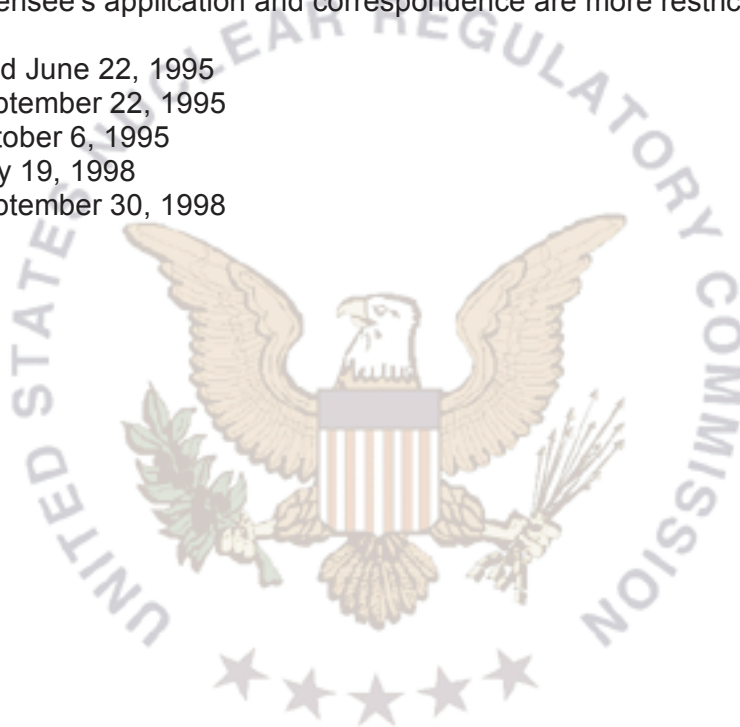 ensee's application and correspondence are more restric
d June 22, 1995
ptember 22, 1995
tober 6, 1995
y 19, 1998
ptember 30, 1998
UNITED STATES NUCLEAR REGULATORY COMMISSION